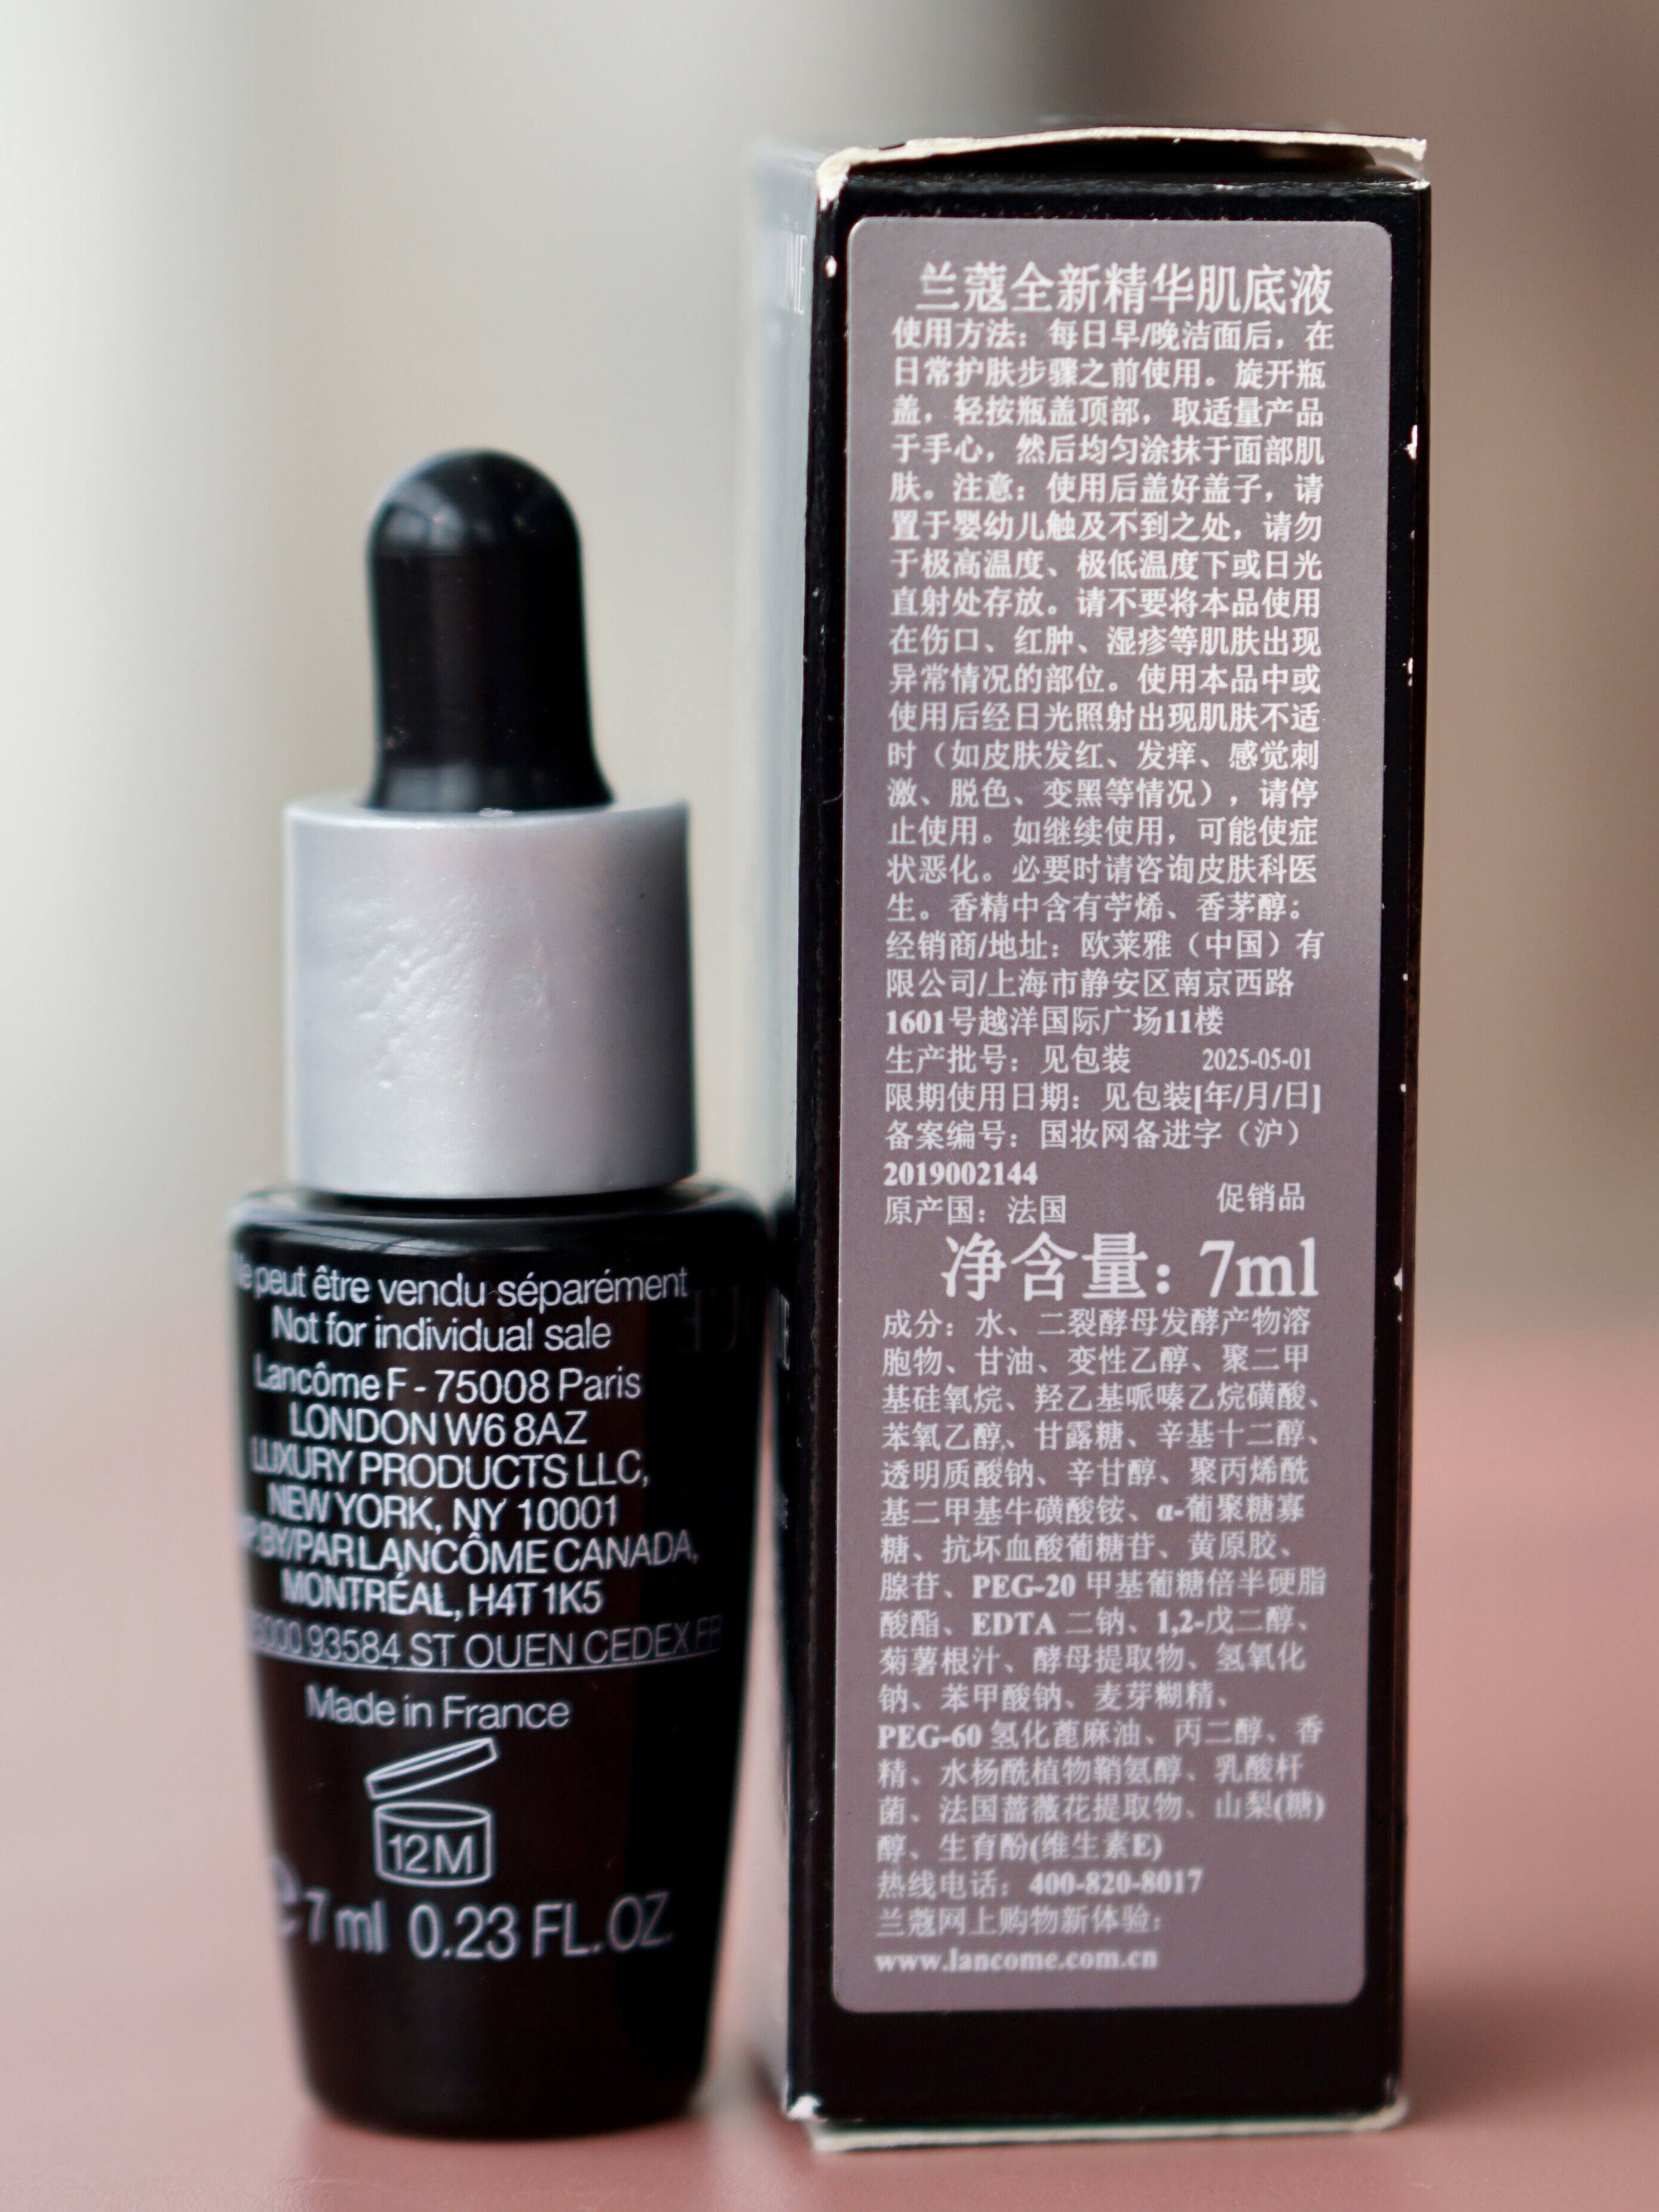 peut être vendu séparément
Not for individual sale
Lancôme F - 75008 Paris
LONDON W6 8AZ
LUXURY PRODUCTS LLC,
NEW YORK, NY 10001
BY/PAR LANCÔME CANADA,
MONTRÉAL, H4T 1K5
93584 ST OUEN CEDEX FR
Made in France
12M
e 7 ml 0.23 FL. OZ.
兰蔻全新精华肌底液
使用方法：每日早/晚洁面后，在
日常护肤步骤之前使用。旋开瓶
盖，轻按瓶盖顶部，取适量产品
于手心，然后均匀涂抹于面部肌
肤。注意：使用后盖好盖子，请
置于婴幼儿触及不到之处，请勿
于极高温度、极低温度下或日光
直射处存放。请不要将本品使用
在伤口、红肿、湿疹等肌肤出现
异常情况的部位。使用本品中或
使用后经日光照射出现肌肤不适
时（如皮肤发红、发痒、感觉刺
激、脱色、变黑等情况），请停
止使用。如继续使用，可能使症
状恶化。必要时请咨询皮肤科医
生。香精中含有苧烯、香茅醇。
经销商/地址：欧莱雅（中国）有
限公司/上海市静安区南京西路
1601号越洋国际广场11楼
生产批号：见包装 2025-05-01
限期使用日期：见包装[年/月/日]
备案编号：国妆网备进字（沪）
2019002144
原产国：法国 促销品
净含量：7ml
成分：水、二裂酵母发酵产物溶
胞物、甘油、变性乙醇、聚二甲
基硅氧烷、羟乙基哌嗪乙烷磺酸、
苯氧乙醇、甘露糖、辛基十二醇、
透明质酸钠、辛甘醇、聚丙烯酰
基二甲基牛磺酸铵、α-葡聚糖寡
糖、抗坏血酸葡糖苷、黄原胶、
腺苷、PEG-20 甲基葡糖倍半硬脂
酸酯、EDTA 二钠、1,2-戊二醇、
菊薯根汁、酵母提取物、氢氧化
钠、苯甲酸钠、麦芽糊精、
PEG-60 氢化蓖麻油、丙二醇、香
精、水杨酰植物鞘氨醇、乳酸杆
菌、法国蔷薇花提取物、山梨(糖)
醇、生育酚(维生素E)
热线电话：400-820-8017
兰蔻网上购物新体验：
www.lancome.com.cn